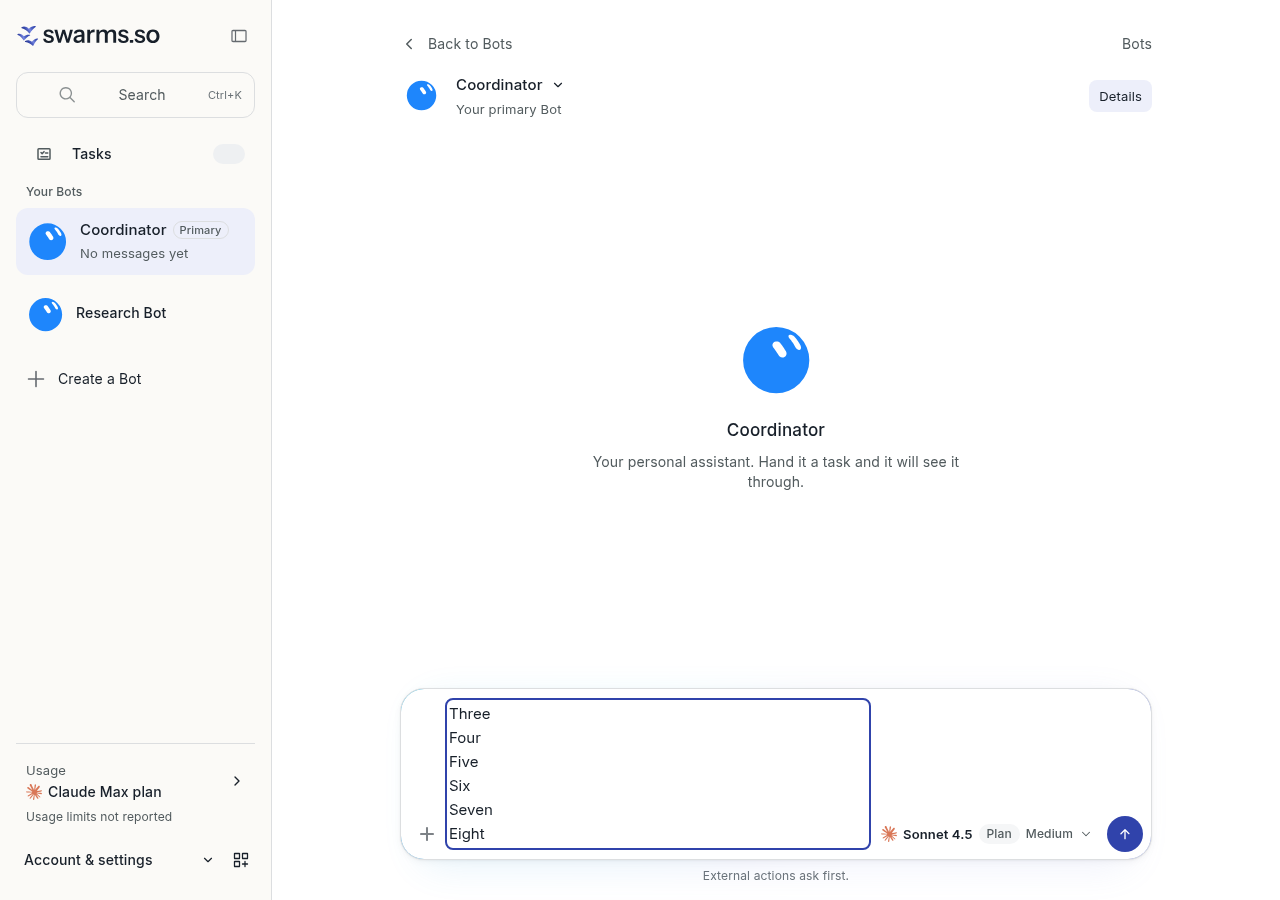 swarms.so
Search
Ctrl+K
Tasks
Your Bots
Coordinator
Primary
No messages yet
Research Bot
Create a Bot
Usage
Claude Max plan
Usage limits not reported
Account & settings
Back to Bots
Bots
Coordinator
Your primary Bot
Details
Coordinator
Your personal assistant. Hand it a task and it will see it
through.
Three
Four
Five
Six
Seven
Eight
Sonnet 4.5
Plan
Medium
External actions ask first.